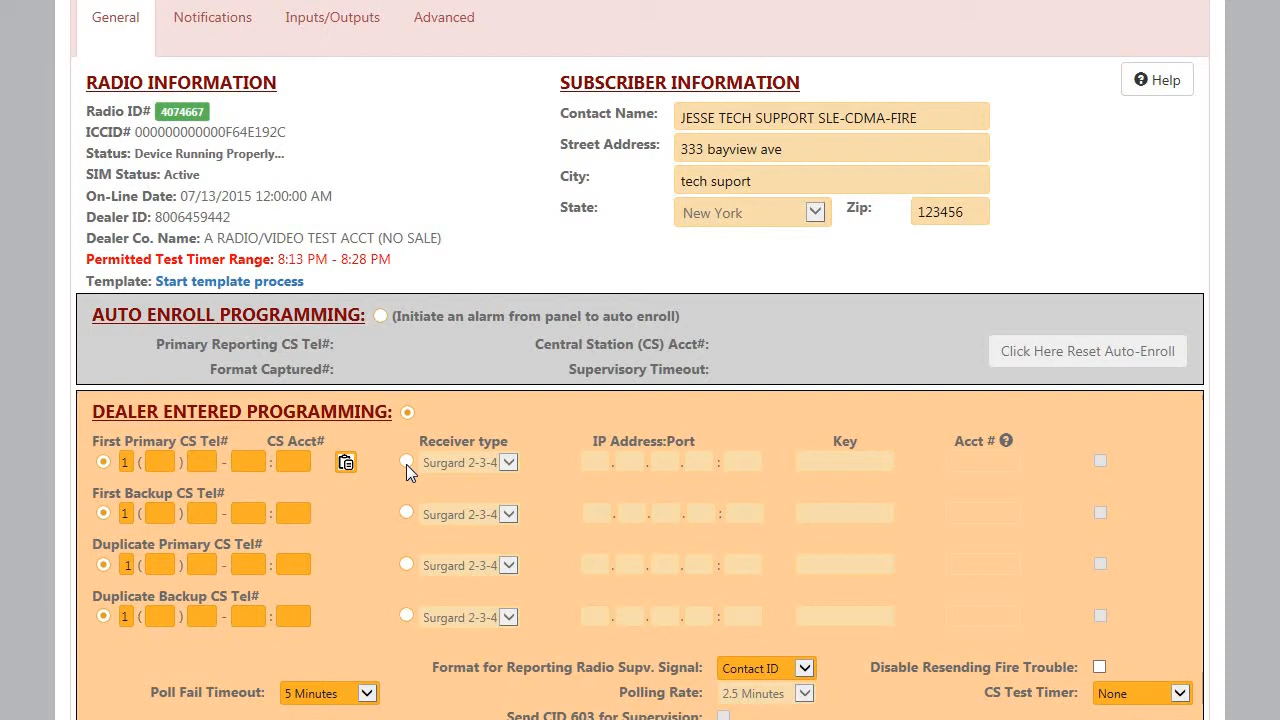 General Notifications Inputs/Outputs Advanced
RADIO INFORMATION
Radio ID# 4074667
ICCID# 000000000000F64E192C
Status: Device Running Properly...
SIM Status: Active
On-Line Date: 07/13/2015 12:00:00 AM
Dealer ID: 8006459442
Dealer Co. Name: A RADIO/VIDEO TEST ACCT (NO SALE)
Permitted Test Timer Range: 8:13 PM - 8:28 PM
Template: Start template process
SUBSCRIBER INFORMATION
Help
Contact Name: JESSE TECH SUPPORT SLE-CDMA-FIRE
Street Address: 333 bayview ave
City: tech suport
State: New York Zip: 123456
AUTO ENROLL PROGRAMMING: (Initiate an alarm from panel to auto enroll)
Primary Reporting CS Tel#: Central Station (CS) Acct#:
Click Here Reset Auto-Enroll
Format Captured#: Supervisory Timeout:
DEALER ENTERED PROGRAMMING:
First Primary CS Tel# CS Acct# Receiver type IP Address:Port Key Acct #
1 ( ) - : Surgard 2-3-4 . . . :
First Backup CS Tel#
1 ( ) - : Surgard 2-3-4 . . . :
Duplicate Primary CS Tel#
1 ( ) - : Surgard 2-3-4 . . . :
Duplicate Backup CS Tel#
1 ( ) - : Surgard 2-3-4 . . . :
Format for Reporting Radio Supv. Signal: Contact ID Disable Resending Fire Trouble:
Poll Fail Timeout: 5 Minutes Polling Rate: 2.5 Minutes CS Test Timer: None
Send CID 603 for Supervision: